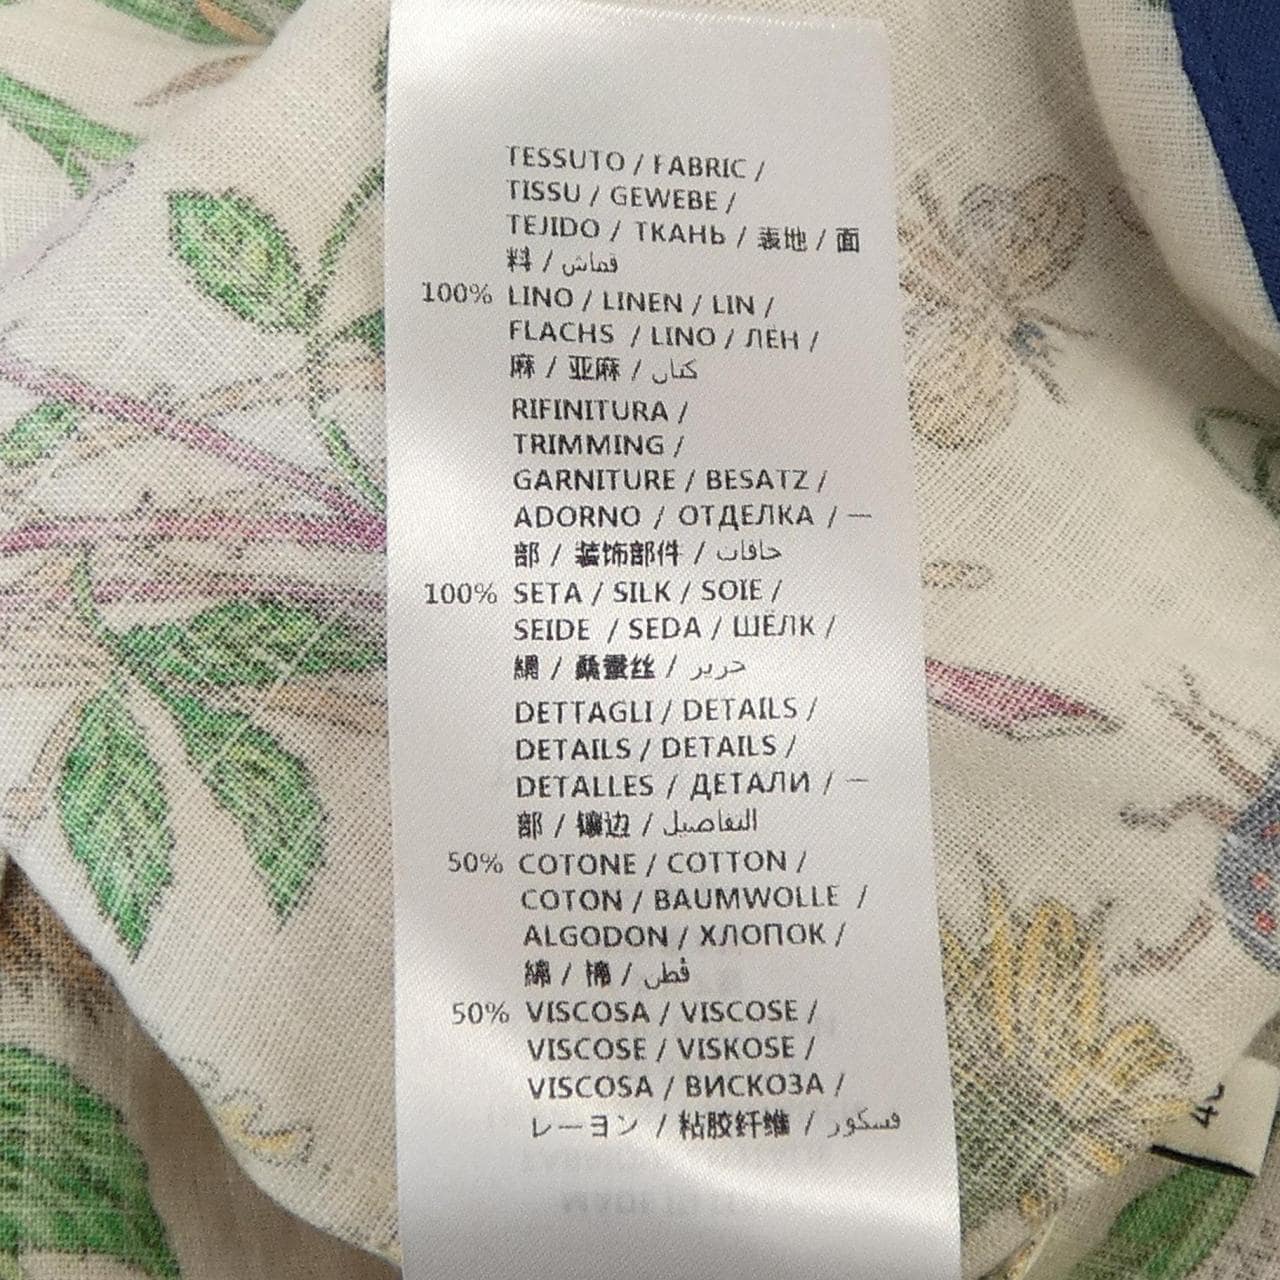 TESSUTO / FABRIC /
TISSU / GEWEBE /
TEJIDO / ТКАНЬ / 表地 / 面
料 / قماش
100% LINO / LINEN / LIN /
FLACHS / LINO / ЛЁН /
麻 / 亚麻 / كتان
RIFINITURA /
TRIMMING /
GARNITURE / BESATZ /
ADORNO / ОТДЕЛКА / 一
部 / 装饰部件 / حافات
100% SETA / SILK / SOIE /
SEIDE / SEDA / ШЁЛК /
絹 / 桑蠶丝 / حرير
DETTAGLI / DETAILS /
DETAILS / DETAILS /
DETALLES / ДЕТАЛИ / 一
部 / 镶边 / التفاصيل
50% COTONE / COTTON /
COTON / BAUMWOLLE /
ALGODON / ХЛОПОК /
綿 / 棉 / قطن
50% VISCOSA / VISCOSE /
VISCOSE / VISKOSE /
VISCOSA / ВИСКОЗА /
レーヨン / 粘胶纤维 / فسكوز